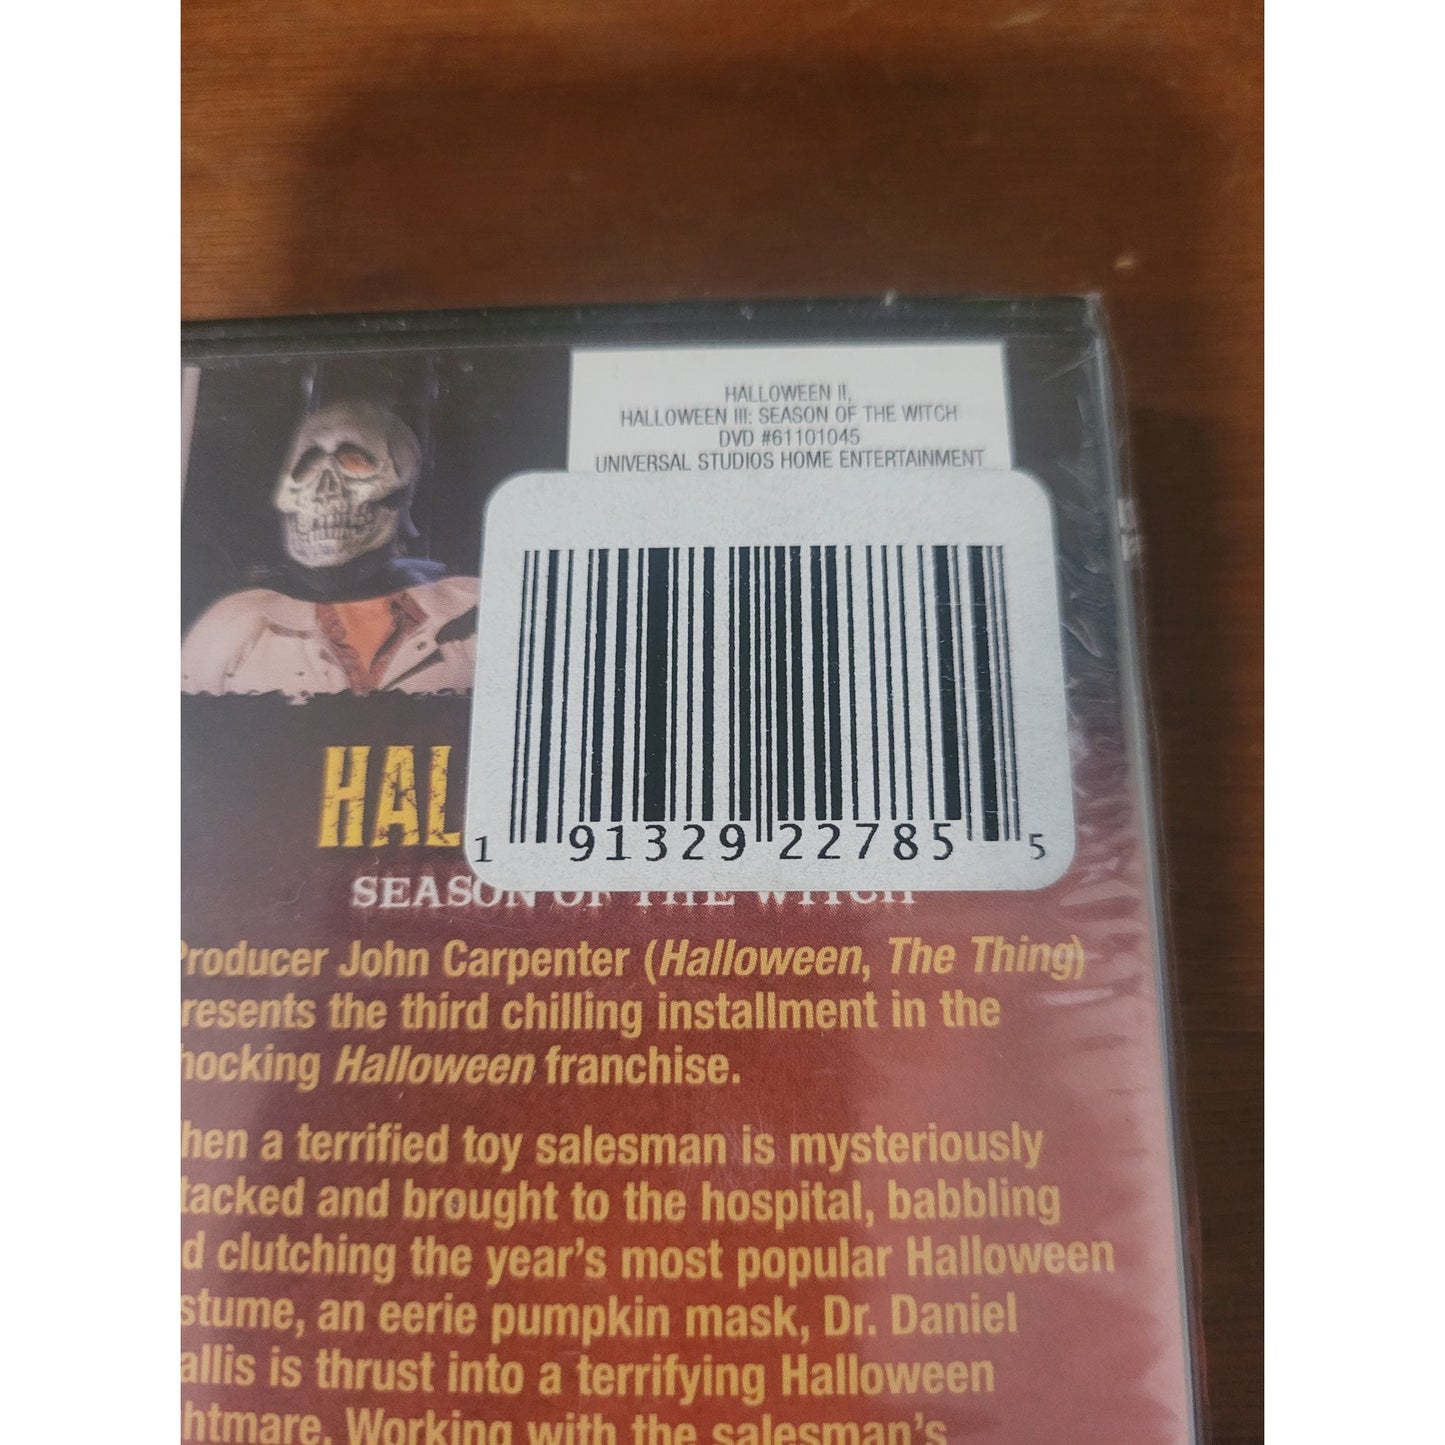 HALLOWEEN II,
HALLOWEEN III: SEASON OF THE WITCH
DVD #61101045
UNIVERSAL STUDIOS HOME ENTERTAINMENT
1 91329 22785 5
HAL
SEASON OF THE WITCH
Producer John Carpenter (Halloween, The Thing)
resents the third chilling installment in the
hocking Halloween franchise.
hen a terrified toy salesman is mysteriously
tacked and brought to the hospital, babbling
d clutching the year's most popular Halloween
stume, an eerie pumpkin mask, Dr. Daniel
allis is thrust into a terrifying Halloween
htmare. Working with the salesman's